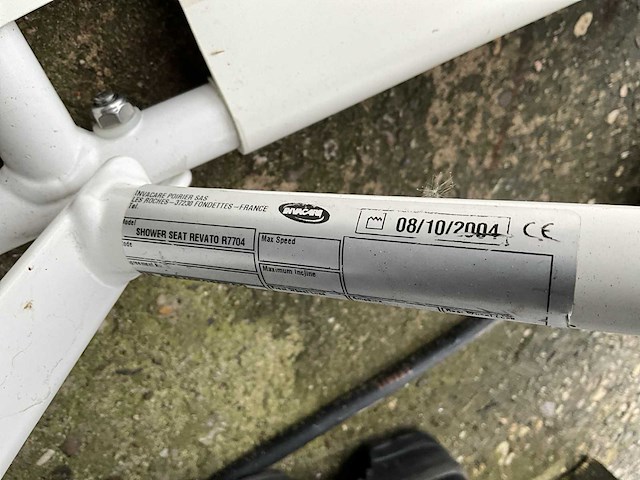 INVACARE POIRIER SAS
LES ROCHES-37230 FONDETTES-FRANCE
Tel.
INVACARE
08/10/2004
CE
Model
SHOWER SEAT REVATO R7704
Max Speed
Maximum Incline